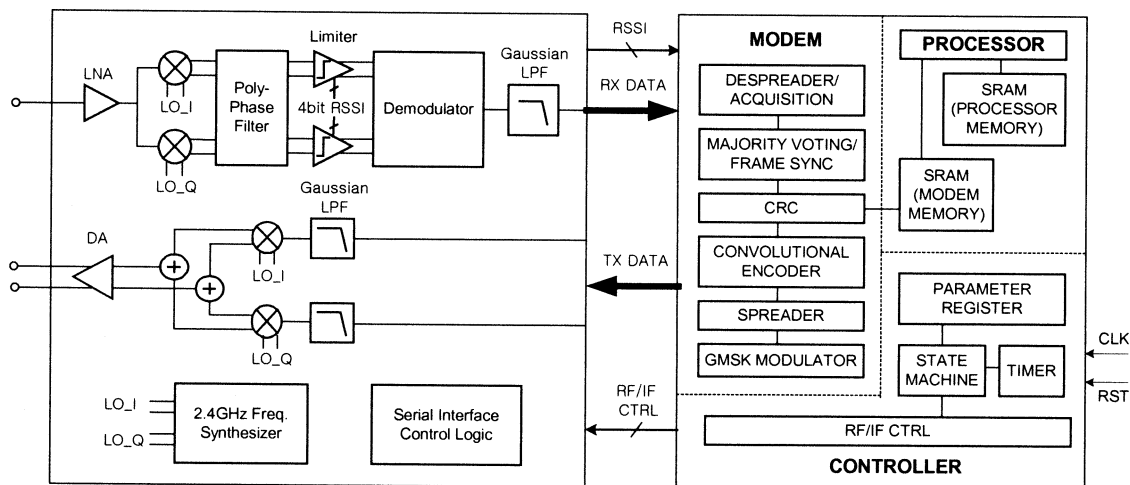 LNA
LO_I
LO_Q
Poly-
Phase
Filter
Limiter
4bit RSSI
Demodulator
Gaussian
LPF
RSSI
RX DATA
DA
LO_I
LO_Q
Gaussian
LPF
TX DATA
LO_I
LO_Q
2.4GHz Freq.
Synthesizer
Serial Interface
Control Logic
RF/IF
CTRL
MODEM
DESPREADER/
ACQUISITION
MAJORITY VOTING/
FRAME SYNC
CRC
CONVOLUTIONAL
ENCODER
SPREADER
GMSK MODULATOR
PROCESSOR
SRAM
(PROCESSOR
MEMORY)
SRAM
(MODEM
MEMORY)
PARAMETER
REGISTER
STATE
MACHINE
TIMER
CLK
RST
RF/IF CTRL
CONTROLLER